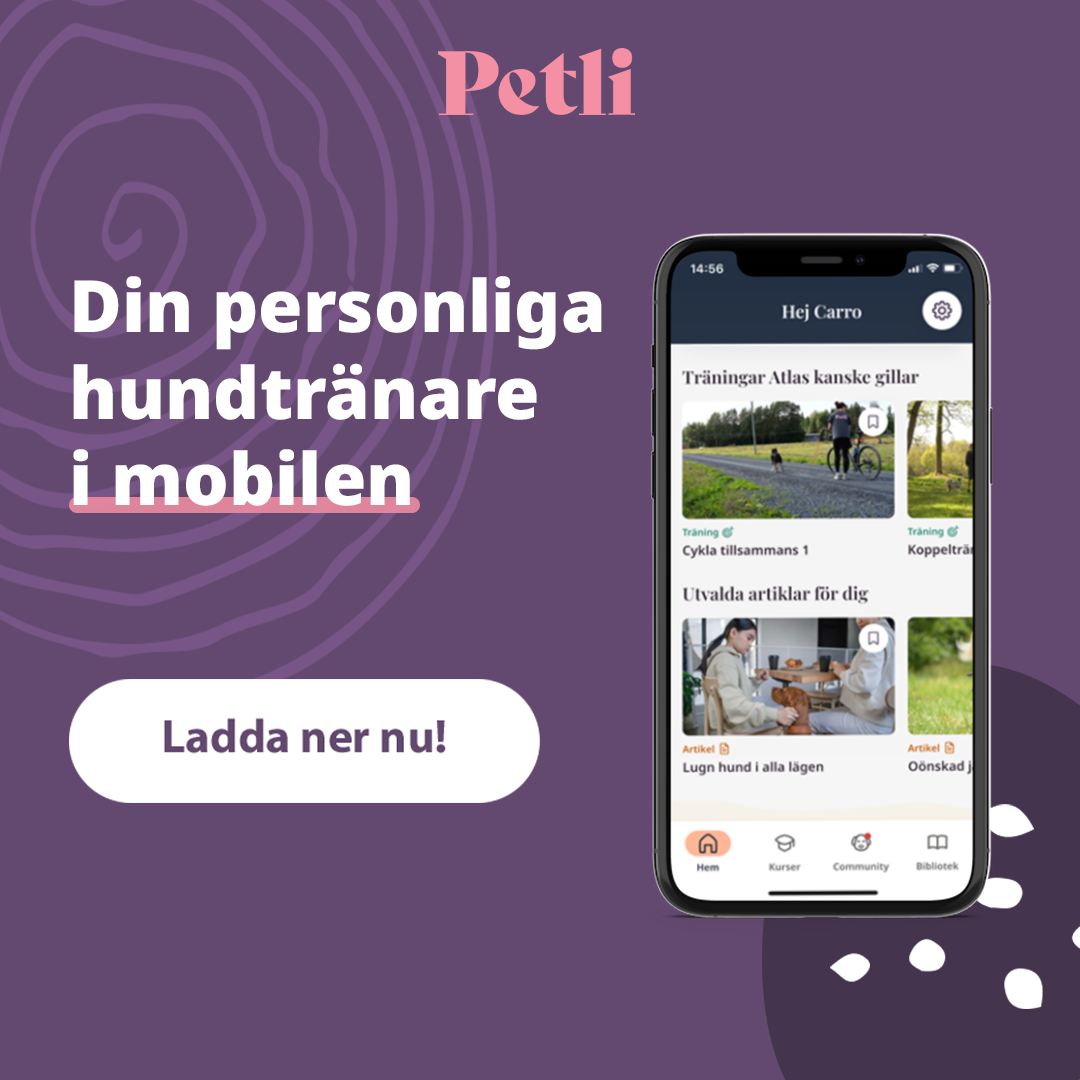 Petli
Din personliga
hundtränare
i mobilen
Ladda ner nu!
14:56
Hej Carro
Träningar Atlas kanske gillar
Träning
Cykla tillsammans 1
Träning
Utvalda artiklar för dig
Artikel
Lugn hund i alla lägen
Artikel
Oönskad
Hem
Kurser
Community
Bibliotek